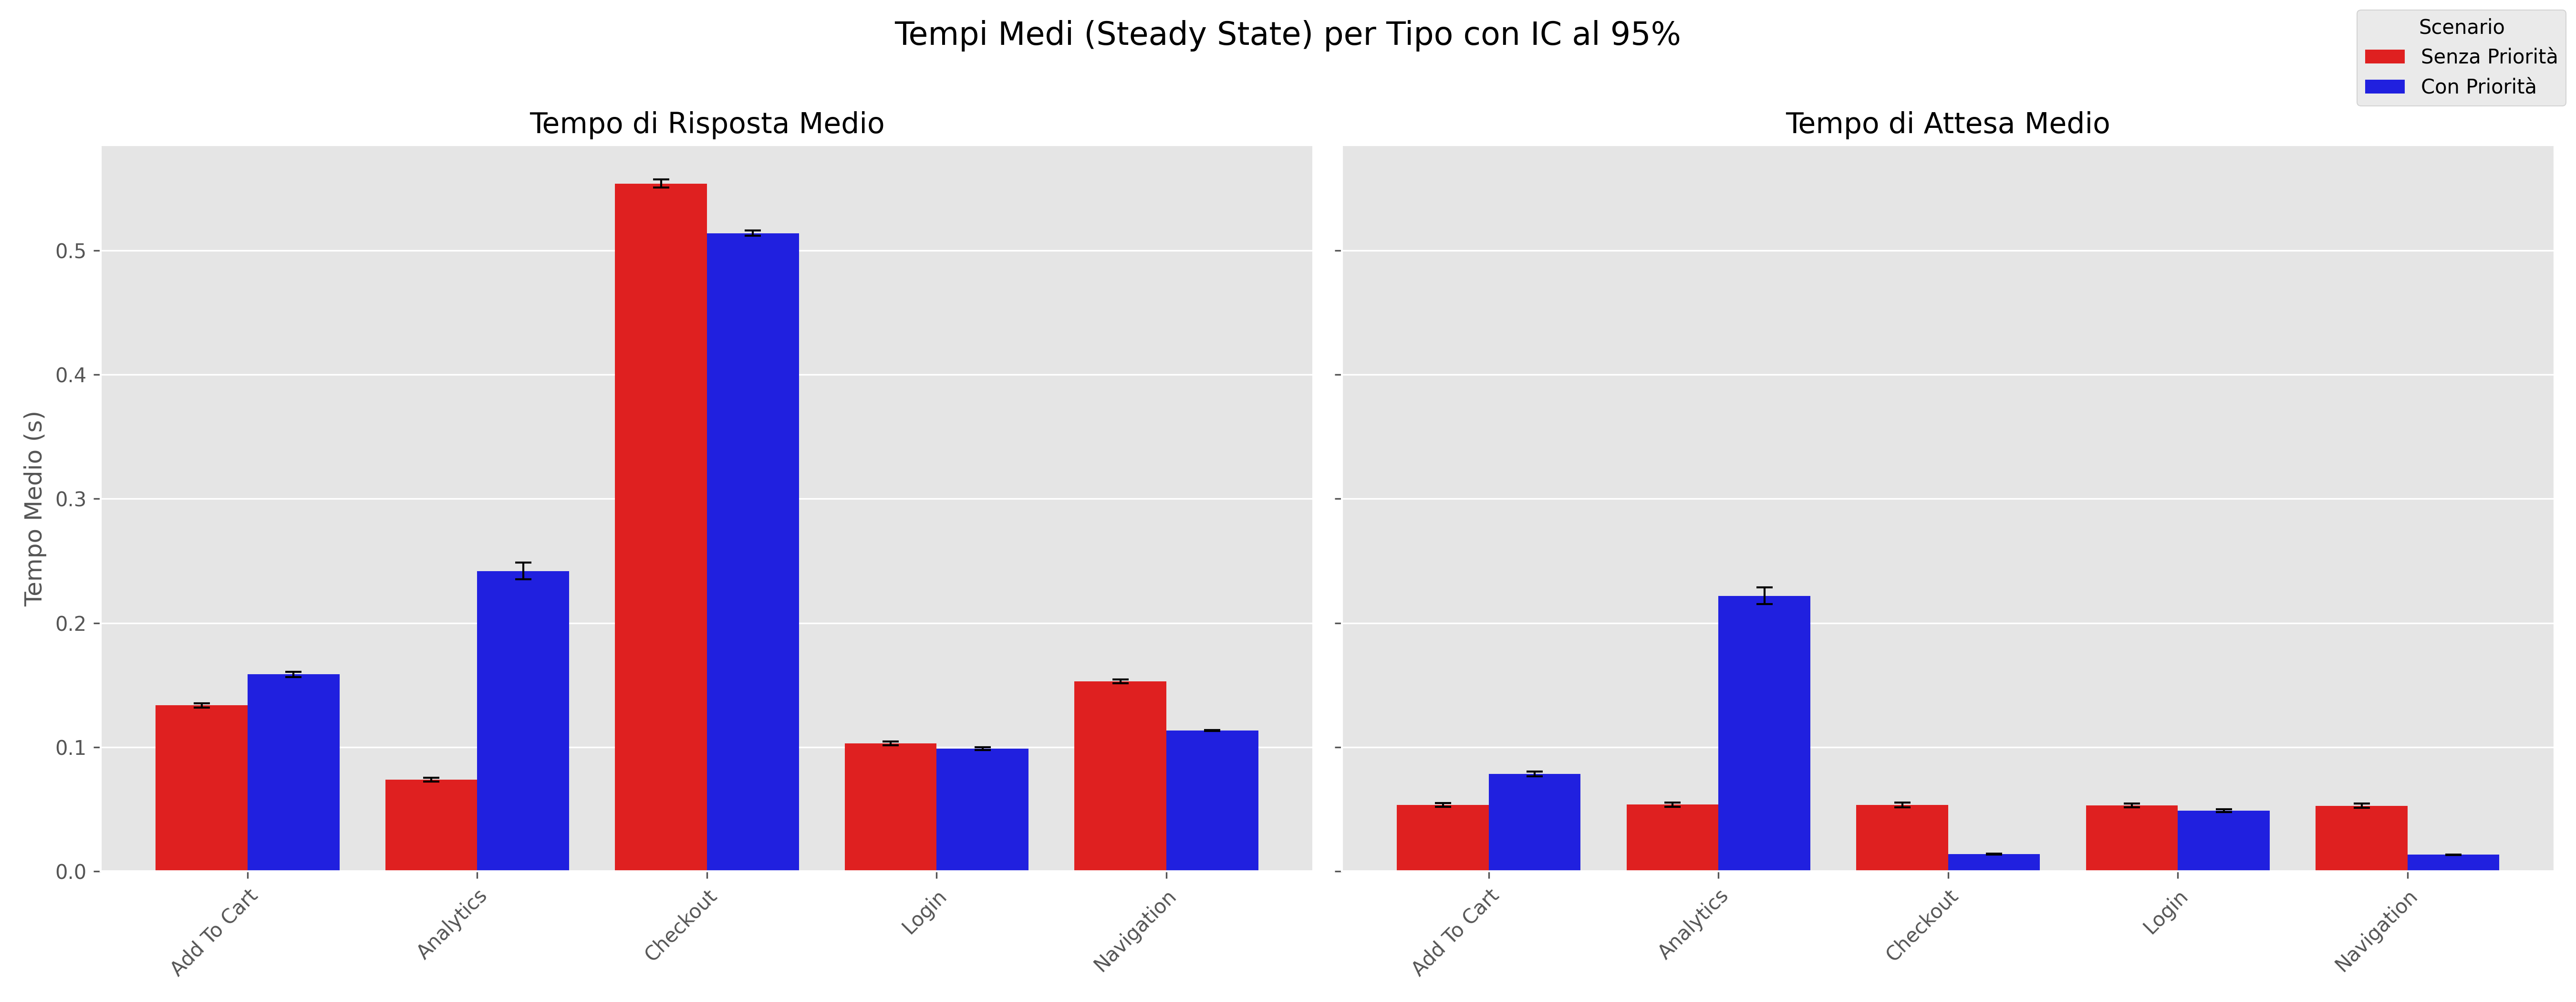 Tempi Medi (Steady State) per Tipo con IC al 95%
Scenario
Senza Priorità
Con Priorità
Tempo di Risposta Medio
Tempo Medio (s)
0.5
0.4
0.3
0.2
0.1
0.0
Add To Cart
Analytics
Checkout
Login
Navigation
Tempo di Attesa Medio
Add To Cart
Analytics
Checkout
Login
Navigation